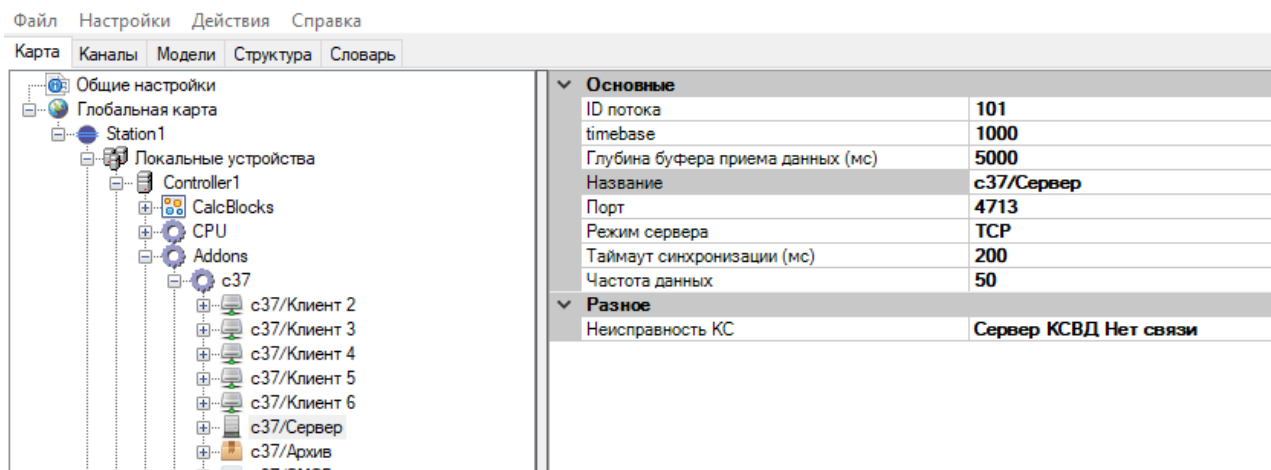 Файл Настройки Действия Справка
Карта Каналы Модели Структура Словарь
Общие настройки
Глобальная карта
Station1
Локальные устройства
Controller1
CalcBlocks
CPU
Addons
c37
c37/Клиент 2
c37/Клиент 3
c37/Клиент 4
c37/Клиент 5
c37/Клиент 6
c37/Сервер
c37/Архив
Основные
ID потока 101
timebase 1000
Глубина буфера приема данных (мс) 5000
Название c37/Сервер
Порт 4713
Режим сервера TCP
Таймаут синхронизации (мс) 200
Частота данных 50
Разное
Неисправность КС Сервер КСВД Нет связи